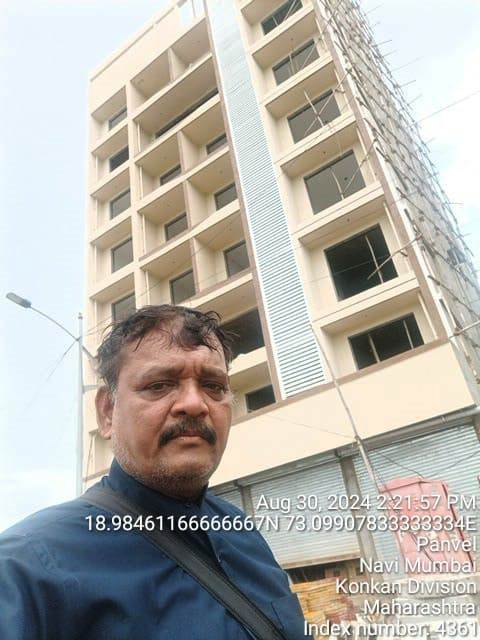 Aug 30, 2024 2:21:57 PM
18.98461166666667N 73.09907833333334E
Panvel
Navi Mumbai
Konkan Division
Maharashtra
Index number: 4361